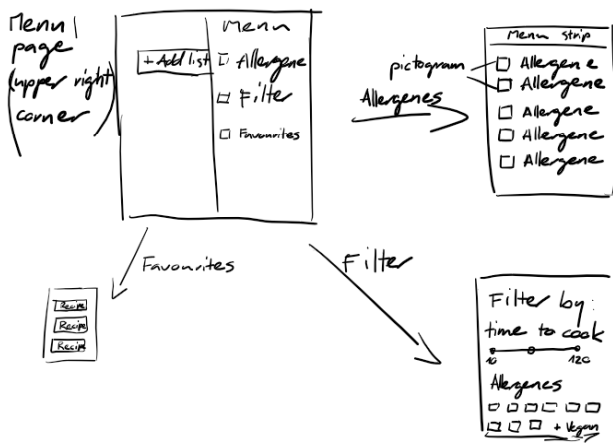 Menu
page
(upper right)
corner
+ Add list
Menu
Allergene
Filter
Favourites
Allergenes
pictogram
Menu strip
Allergene
Allergene
Allergene
Allergene
Allergene
Favourites
Recipe
Recipe
Recipe
Filter
Filter by:
time to cook
10 120
Allergenes
+ Vegan